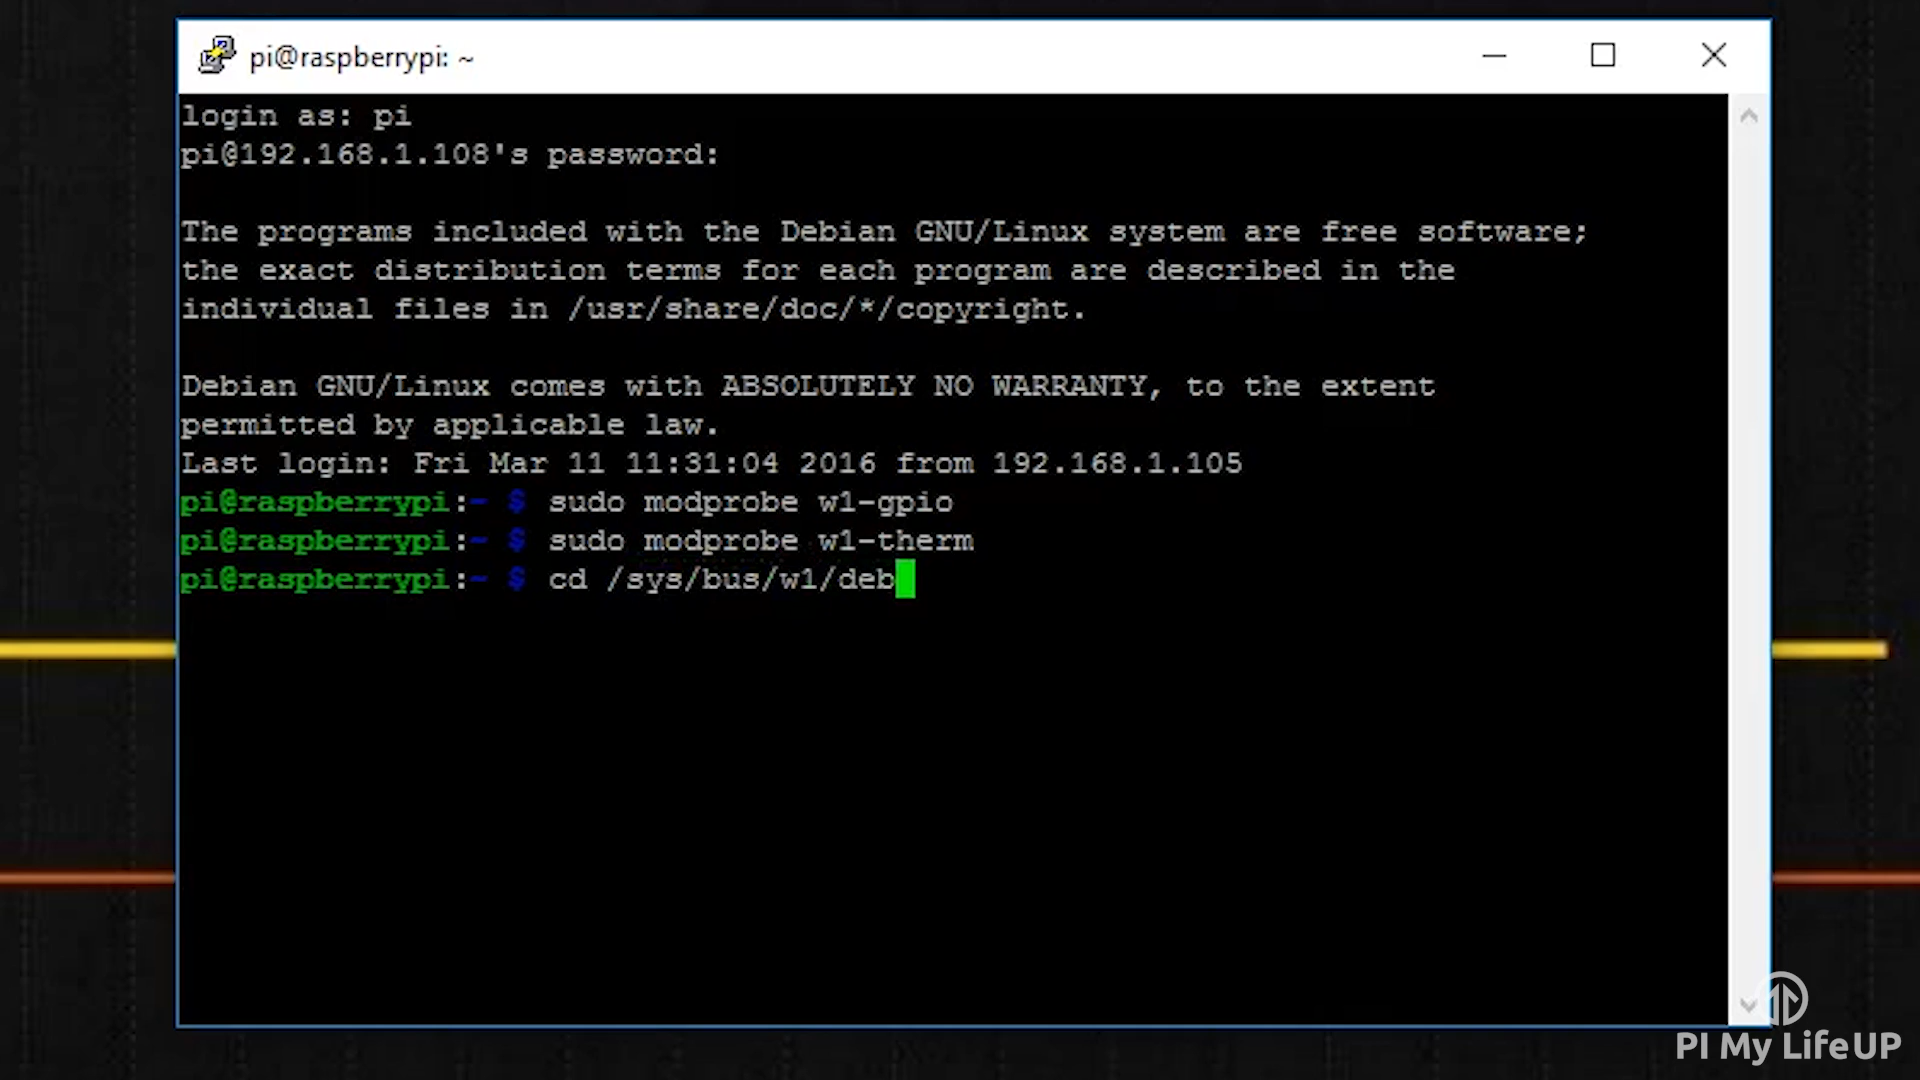 pi@raspberrypi: ~
login as: pi
pi@192.168.1.108's password:
The programs included with the Debian GNU/Linux system are free software;
the exact distribution terms for each program are described in the
individual files in /usr/share/doc/*/copyright.
Debian GNU/Linux comes with ABSOLUTELY NO WARRANTY, to the extent
permitted by applicable law.
Last login: Fri Mar 11 11:31:04 2016 from 192.168.1.105
pi@raspberrypi:~ $ sudo modprobe w1-gpio
pi@raspberrypi:~ $ sudo modprobe w1-therm
pi@raspberrypi:~ $ cd /sys/bus/w1/deb
PI My LifeUP